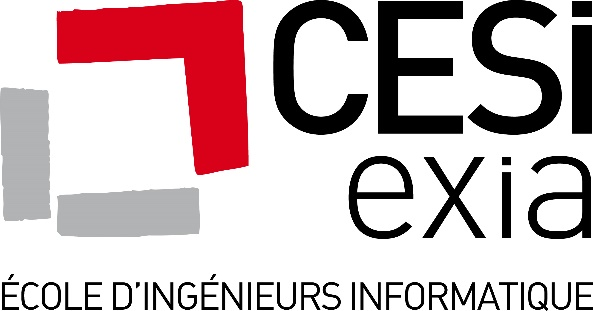 CESi
exia
ÉCOLE D'INGÉNIEURS INFORMATIQUE